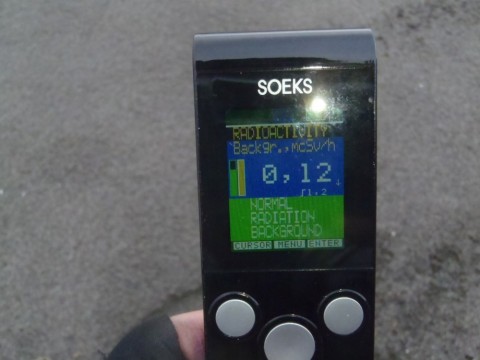 SOEKS
RADIOACTIVITY
Backgr.,mcSv/h
0,12
NORMAL
RADIATION
BACKGROUND
CURSOR MENU ENTER